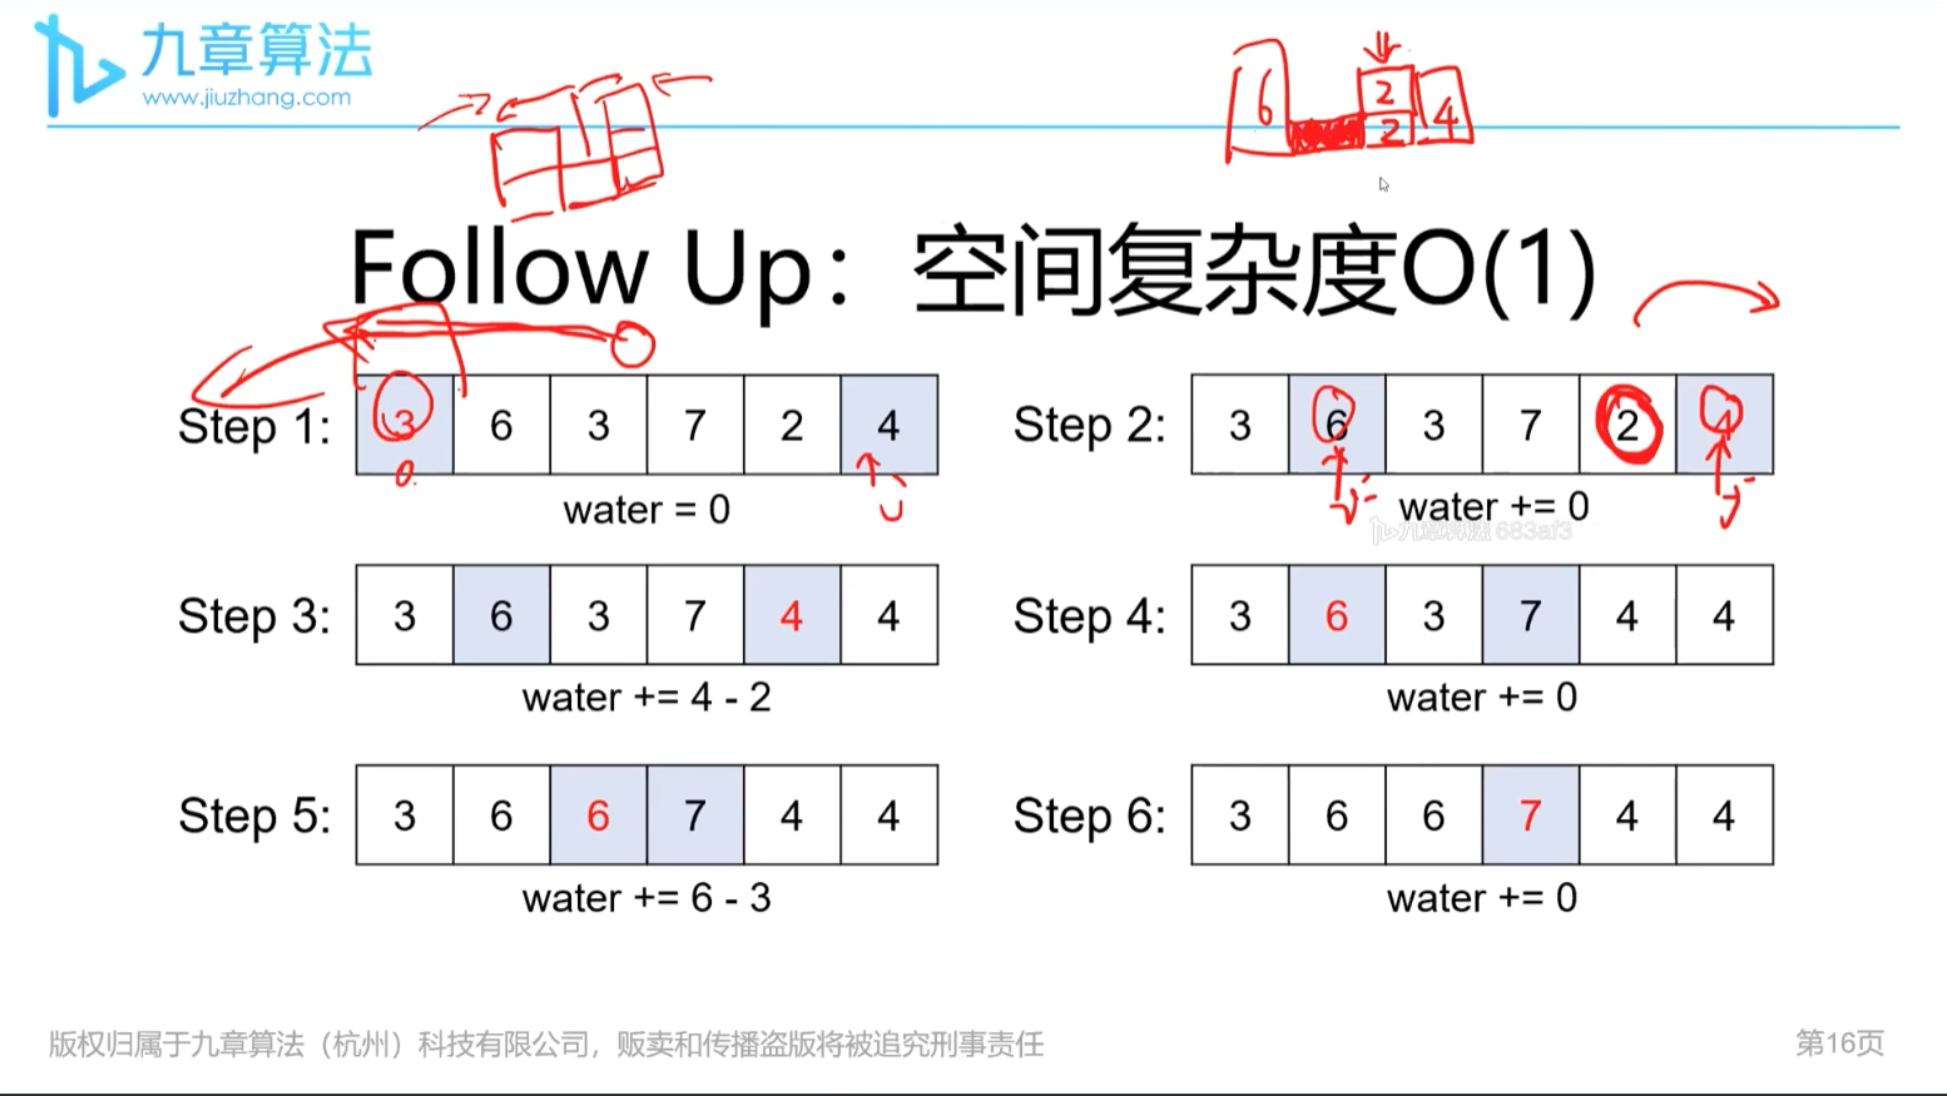 九章算法
www.jiuzhang.com
6
2
2
4
Follow Up：空间复杂度O(1)
Step 1: 3 6 3 7 2 4
0.
water = 0
Step 2: 3 6 3 7 2 4
water += 0
九章算法 683af3
Step 3: 3 6 3 7 4 4
water += 4 - 2
Step 4: 3 6 3 7 4 4
water += 0
Step 5: 3 6 6 7 4 4
water += 6 - 3
Step 6: 3 6 6 7 4 4
water += 0
版权归属于九章算法（杭州）科技有限公司，贩卖和传播盗版将被追究刑事责任
第16页